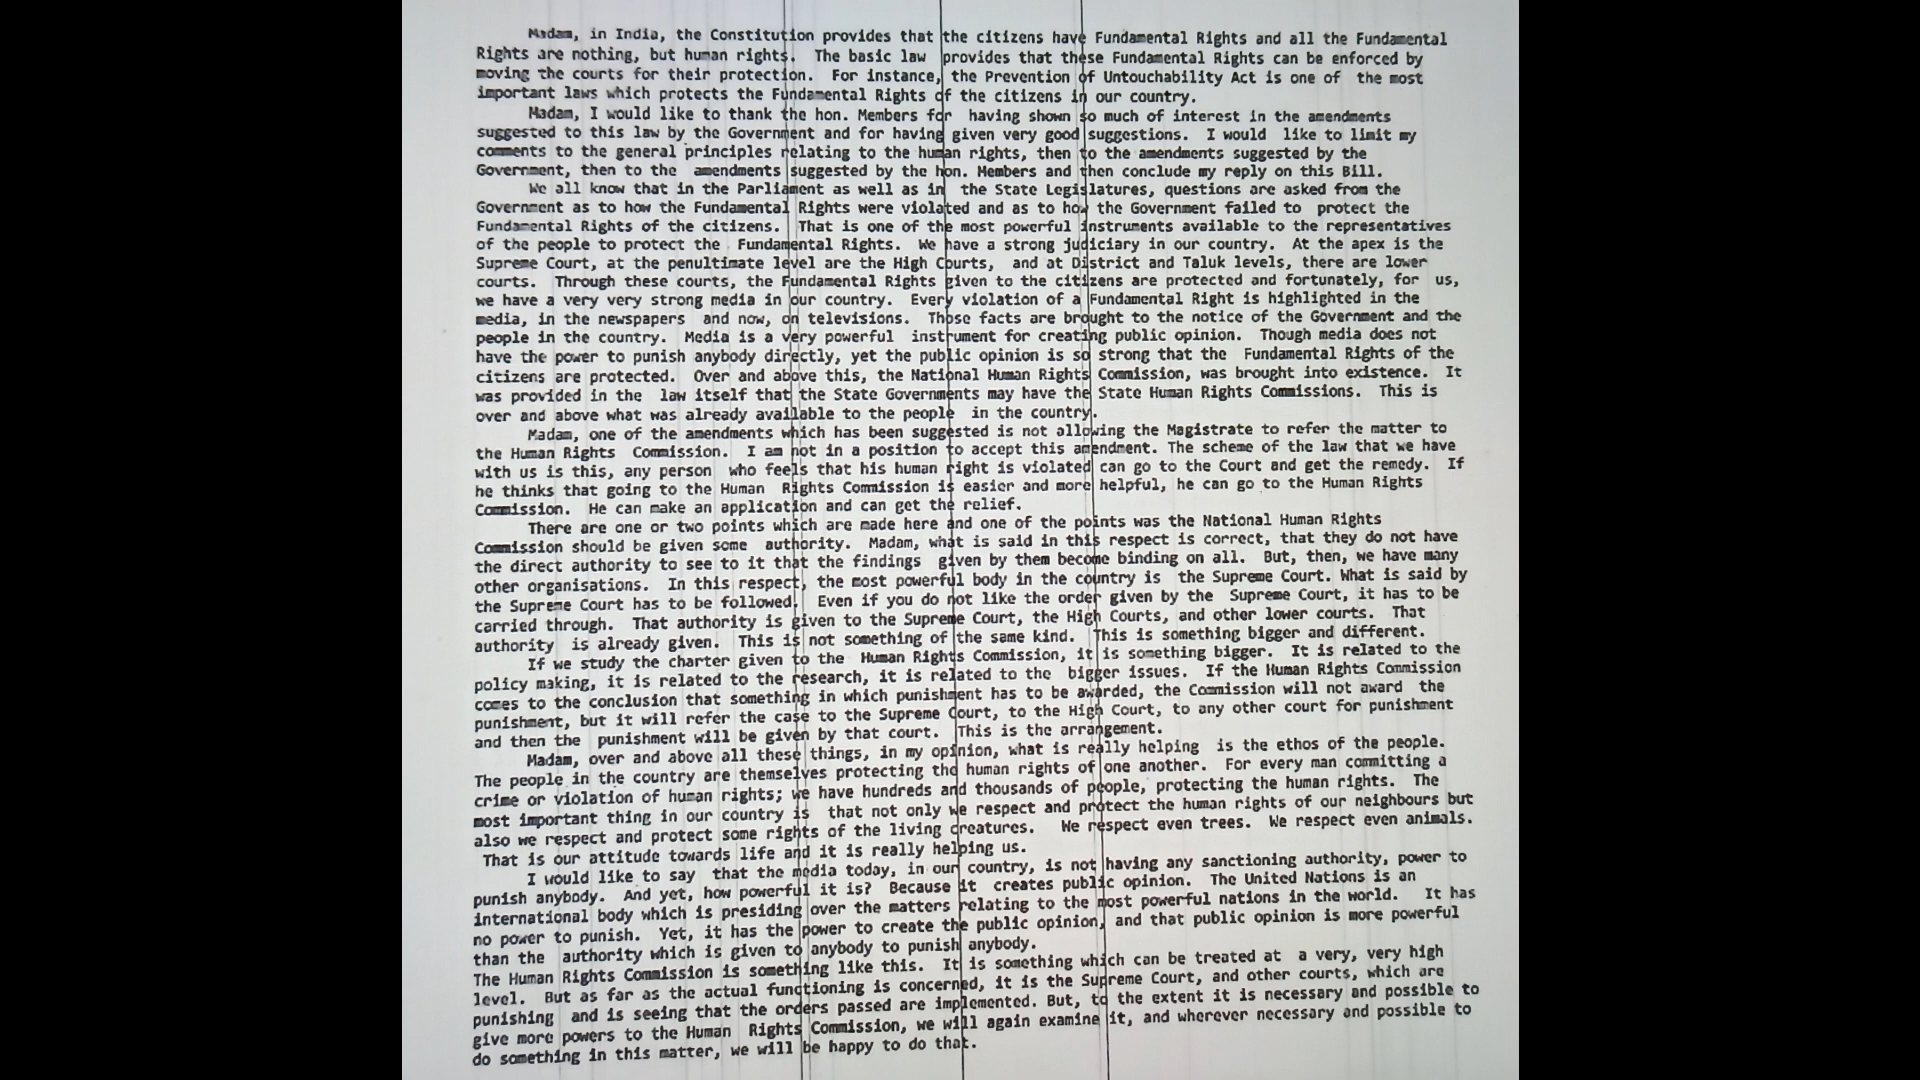 Madam, in India, the Constitution provides that the citizens have Fundamental Rights and all the Fundamental
Rights are nothing, but human rights. The basic law provides that these Fundamental Rights can be enforced by
moving the courts for their protection. For instance, the Prevention of Untouchability Act is one of the most
important laws which protects the Fundamental Rights of the citizens in our country.
Madam, I would like to thank the hon. Members for having shown so much of interest in the amendments
suggested to this law by the Government and for having given very good suggestions. I would like to limit my
comments to the general principles relating to the human rights, then to the amendments suggested by the
Government, then to the amendments suggested by the hon. Members and then conclude my reply on this Bill.
We all know that in the Parliament as well as in the State Legislatures, questions are asked from the
Government as to how the Fundamental Rights were violated and as to how the Government failed to protect the
Fundamental Rights of the citizens. That is one of the most powerful instruments available to the representatives
of the people to protect the Fundamental Rights. We have a strong judiciary in our country. At the apex is the
Supreme Court, at the penultimate level are the High Courts, and at District and Taluk levels, there are lower
courts. Through these courts, the Fundamental Rights given to the citizens are protected and fortunately, for us,
we have a very very strong media in our country. Every violation of a Fundamental Right is highlighted in the
media, in the newspapers and now, on televisions. Those facts are brought to the notice of the Government and the
people in the country. Media is a very powerful instrument for creating public opinion. Though media does not
have the power to punish anybody directly, yet the public opinion is so strong that the Fundamental Rights of the
citizens are protected. Over and above this, the National Human Rights Commission, was brought into existence. It
was provided in the law itself that the State Governments may have the State Human Rights Commissions. This is
over and above what was already available to the people in the country.
Madam, one of the amendments which has been suggested is not allowing the Magistrate to refer the matter to
the Human Rights Commission. I am not in a position to accept this amendment. The scheme of the law that we have
with us is this, any person who feels that his human right is violated can go to the Court and get the remedy. If
he thinks that going to the Human Rights Commission is easier and more helpful, he can go to the Human Rights
Commission. He can make an application and can get the relief.
There are one or two points which are made here and one of the points was the National Human Rights
Commission should be given some authority. Madam, what is said in this respect is correct, that they do not have
the direct authority to see to it that the findings given by them become binding on all. But, then, we have many
other organisations. In this respect, the most powerful body in the country is the Supreme Court. What is said by
the Supreme Court has to be followed. Even if you do not like the order given by the Supreme Court, it has to be
carried through. That authority is given to the Supreme Court, the High Courts, and other lower courts. That
authority is already given. This is not something of the same kind. This is something bigger and different.
If we study the charter given to the Human Rights Commission, it is something bigger. It is related to the
policy making, it is related to the research, it is related to the bigger issues. If the Human Rights Commission
comes to the conclusion that something in which punishment has to be awarded, the Commission will not award the
punishment, but it will refer the case to the Supreme Court, to the High Court, to any other court for punishment
and then the punishment will be given by that court. This is the arrangement.
Madam, over and above all these things, in my opinion, what is really helping is the ethos of the people.
The people in the country are themselves protecting the human rights of one another. For every man committing a
crime or violation of human rights; we have hundreds and thousands of people, protecting the human rights. The
most important thing in our country is that not only we respect and protect the human rights of our neighbours but
also we respect and protect some rights of the living creatures. We respect even trees. We respect even animals.
That is our attitude towards life and it is really helping us.
I would like to say that the media today, in our country, is not having any sanctioning authority, power to
punish anybody. And yet, how powerful it is? Because it creates public opinion. The United Nations is an
international body which is presiding over the matters relating to the most powerful nations in the world. It has
no power to punish. Yet, it has the power to create the public opinion, and that public opinion is more powerful
than the authority which is given to anybody to punish anybody.
The Human Rights Commission is something like this. It is something which can be treated at a very, very high
level. But as far as the actual functioning is concerned, it is the Supreme Court, and other courts, which are
punishing and is seeing that the orders passed are implemented. But, to the extent it is necessary and possible to
give more powers to the Human Rights Commission, we will again examine it, and wherever necessary and possible to
do something in this matter, we will be happy to do that.